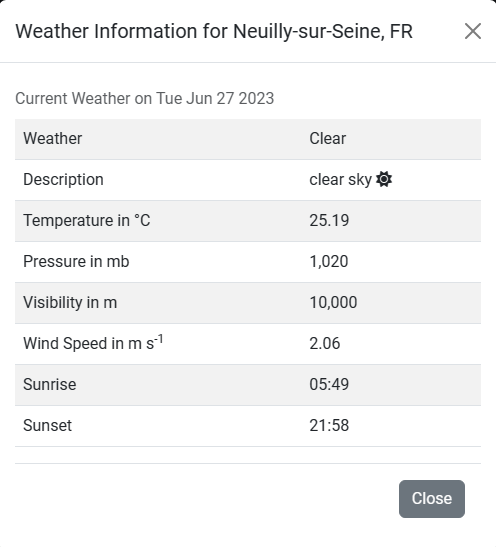 Weather Information for Neuilly-sur-Seine, FR
Current Weather on Tue Jun 27 2023
Weather Clear
Description clear sky
Temperature in °C 25.19
Pressure in mb 1,020
Visibility in m 10,000
Wind Speed in m s⁻¹ 2.06
Sunrise 05:49
Sunset 21:58
Close